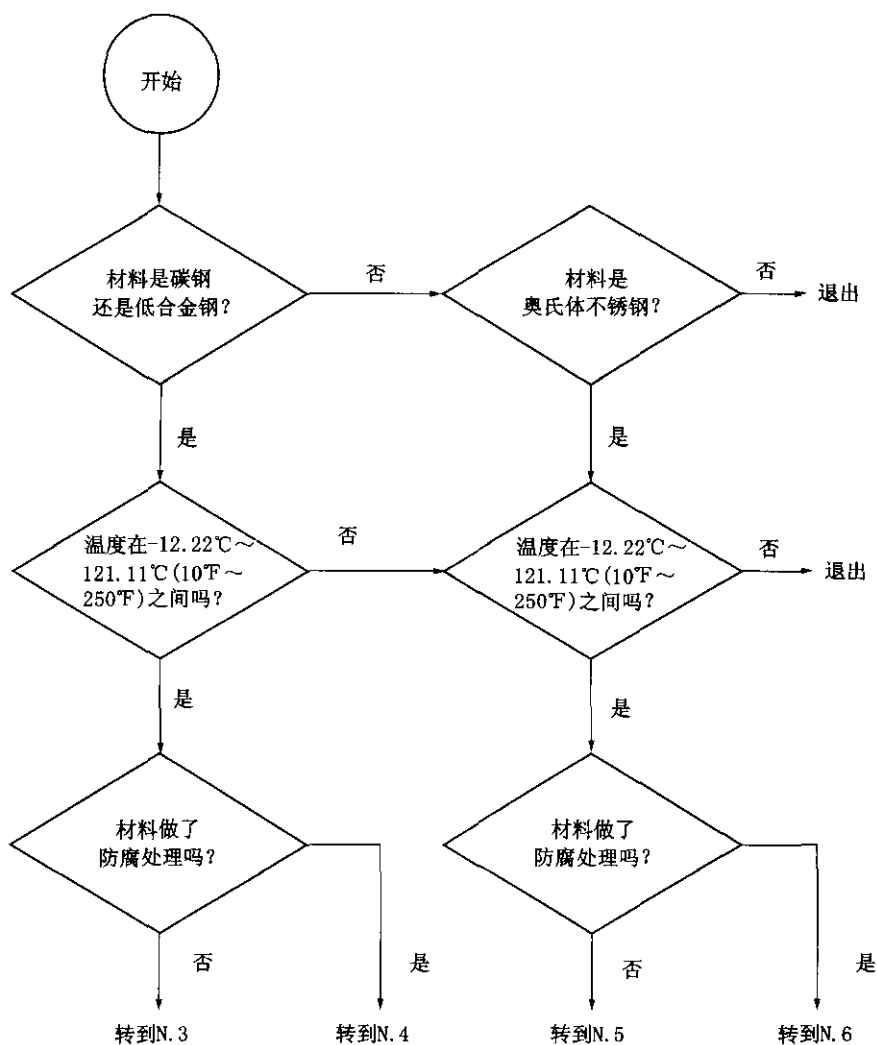 开始
材料是碳钢
还是低合金钢?
否
材料是
奥氏体不锈钢?
否
退出
是
是
温度在-12.22℃～
121.11℃(10℉～
250℉)之间吗?
否
温度在-12.22℃～
121.11℃(10℉～
250℉)之间吗?
否
退出
是
是
材料做了
防腐处理吗?
材料做了
防腐处理吗?
否
是
否
是
转到N.3
转到N.4
转到N.5
转到N.6